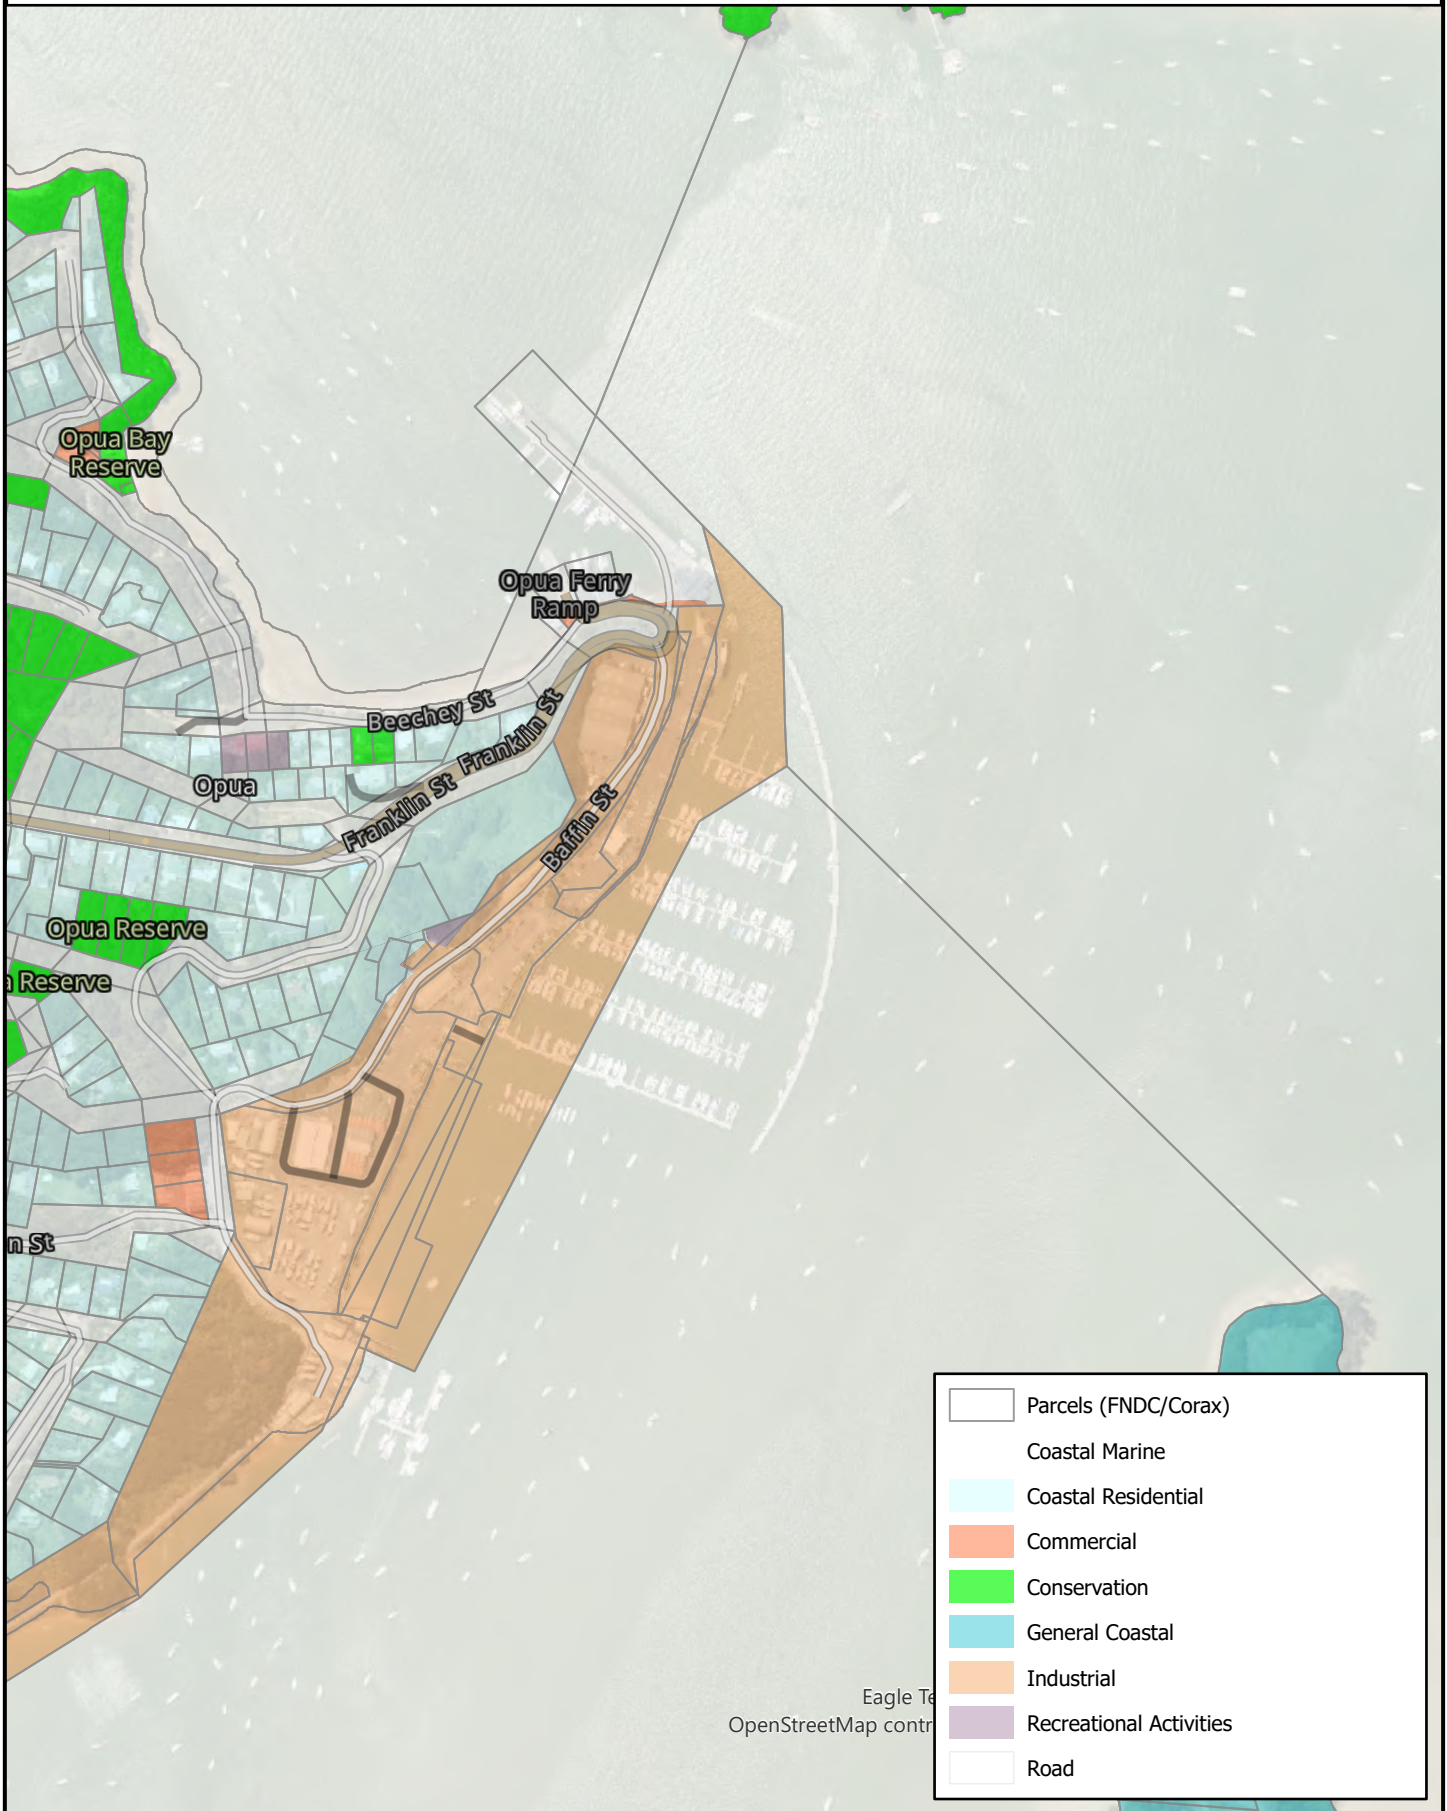 Opua Bay
Reserve
Opua Ferry
Ramp
Beechey St
Franklin St
Opua
Franklin St
Baffin St
Opua Reserve
a Reserve
n St
Parcels (FNDC/Corax)
Coastal Marine
Coastal Residential
Commercial
Conservation
General Coastal
Industrial
Recreational Activities
Road
Eagle Te
OpenStreetMap contr